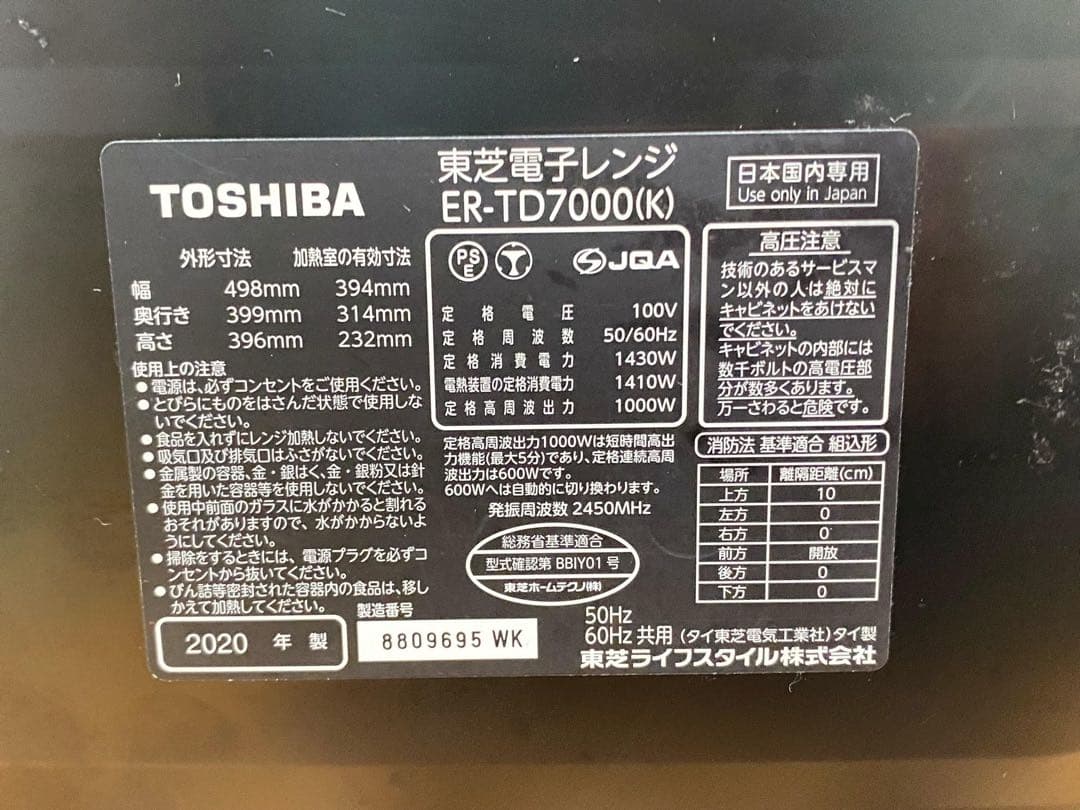 TOSHIBA
東芝電子レンジ
ER-TD7000(K)
日本国内専用
Use only in Japan
外形寸法 加熱室の有効寸法
幅 498mm 394mm
奥行き 399mm 314mm
高さ 396mm 232mm
使用上の注意
●電源は、必ずコンセントをご使用ください。
●とびらにものをはさんだ状態で使用しな
いでください。
●食品を入れずにレンジ加熱しないでください。
●吸気口及び排気口はふさがないでください。
●金属製の容器、金・銀はく、金・銀粉又は針
金を用いた容器等を使用しないでください。
●使用中前面のガラスに水がかかると割れる
おそれがありますので、水がかからないよ
うにしてください。
●掃除をするときには、電源プラグを必ずコ
ンセントから抜いてください。
●びん詰等密封された容器内の食品は、移し
かえて加熱してください。
2020 年 製
製造番号
8809695 WK
PS
E
JQA
定格電圧 100V
定格周波数 50/60Hz
定格消費電力 1430W
電熱装置の定格消費電力 1410W
定格高周波出力 1000W
定格高周波出力1000Wは短時間高出
力機能(最大5分)であり、定格連続高周
波出力は600Wです。
600Wへは自動的に切り換わります。
発振周波数 2450MHz
総務省基準適合
型式確認第 BBIY01 号
東芝ホームテクノ(株)
高圧注意
技術のあるサービスマ
ン以外の人は絶対に
キャビネットをあけない
でください。
キャビネットの内部には
数千ボルトの高電圧部
分が数多くあります。
万一さわると危険です。
消防法 基準適合 組込形
場所 離隔距離(cm)
上方 10
左方 0
右方 0
前方 開放
後方 0
下方 0
50Hz
60Hz 共用 (タイ東芝電気工業社)タイ製
東芝ライフスタイル株式会社